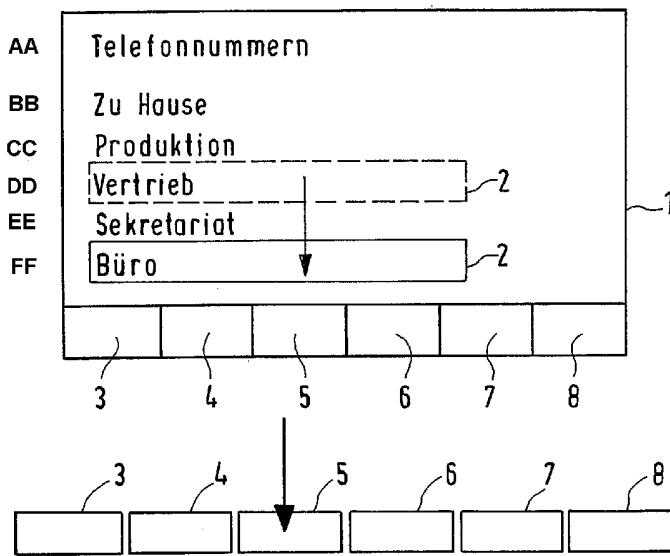 AA Telefonnummern
BB Zu Hause
CC Produktion
DD Vertrieb 2
1
EE Sekretariat
FF Büro 2
3 4 5 6 7 8
3 4 5 6 7 8